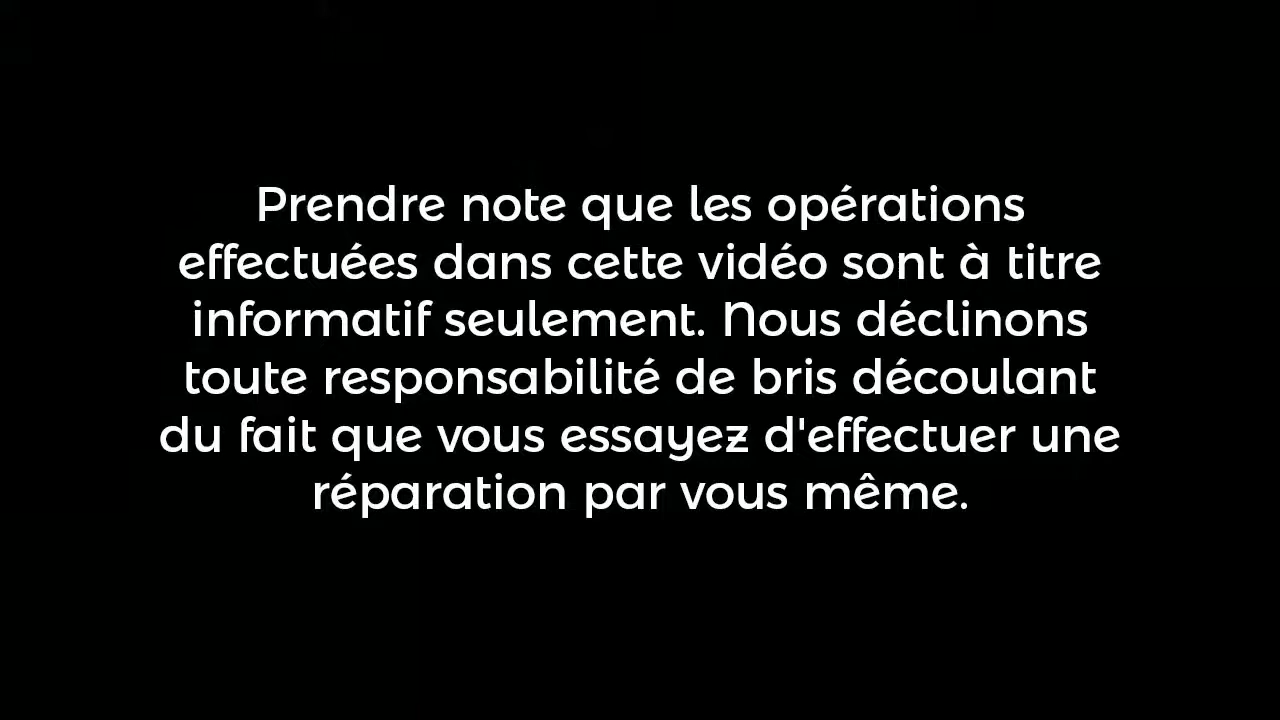 Prendre note que les opérations
effectuées dans cette vidéo sont à titre
informatif seulement. Nous déclinons
toute responsabilité de bris découlant
du fait que vous essayez d'effectuer une
réparation par vous même.